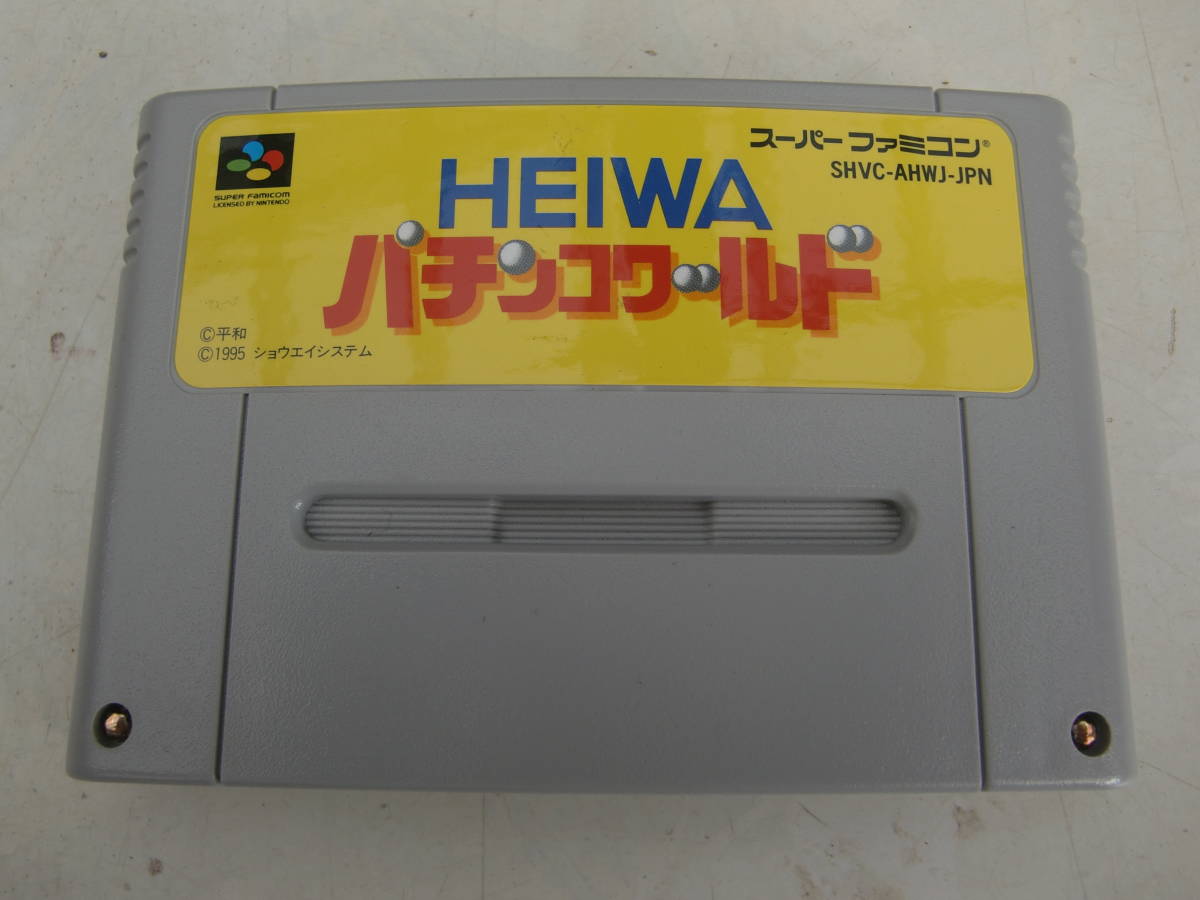 SUPER FAMICOM
LICENSED BY NINTENDO
スーパーファミコン®
SHVC-AHWJ-JPN
HEIWA
パチンコワールド
©平和
©1995 ショウエイシステム